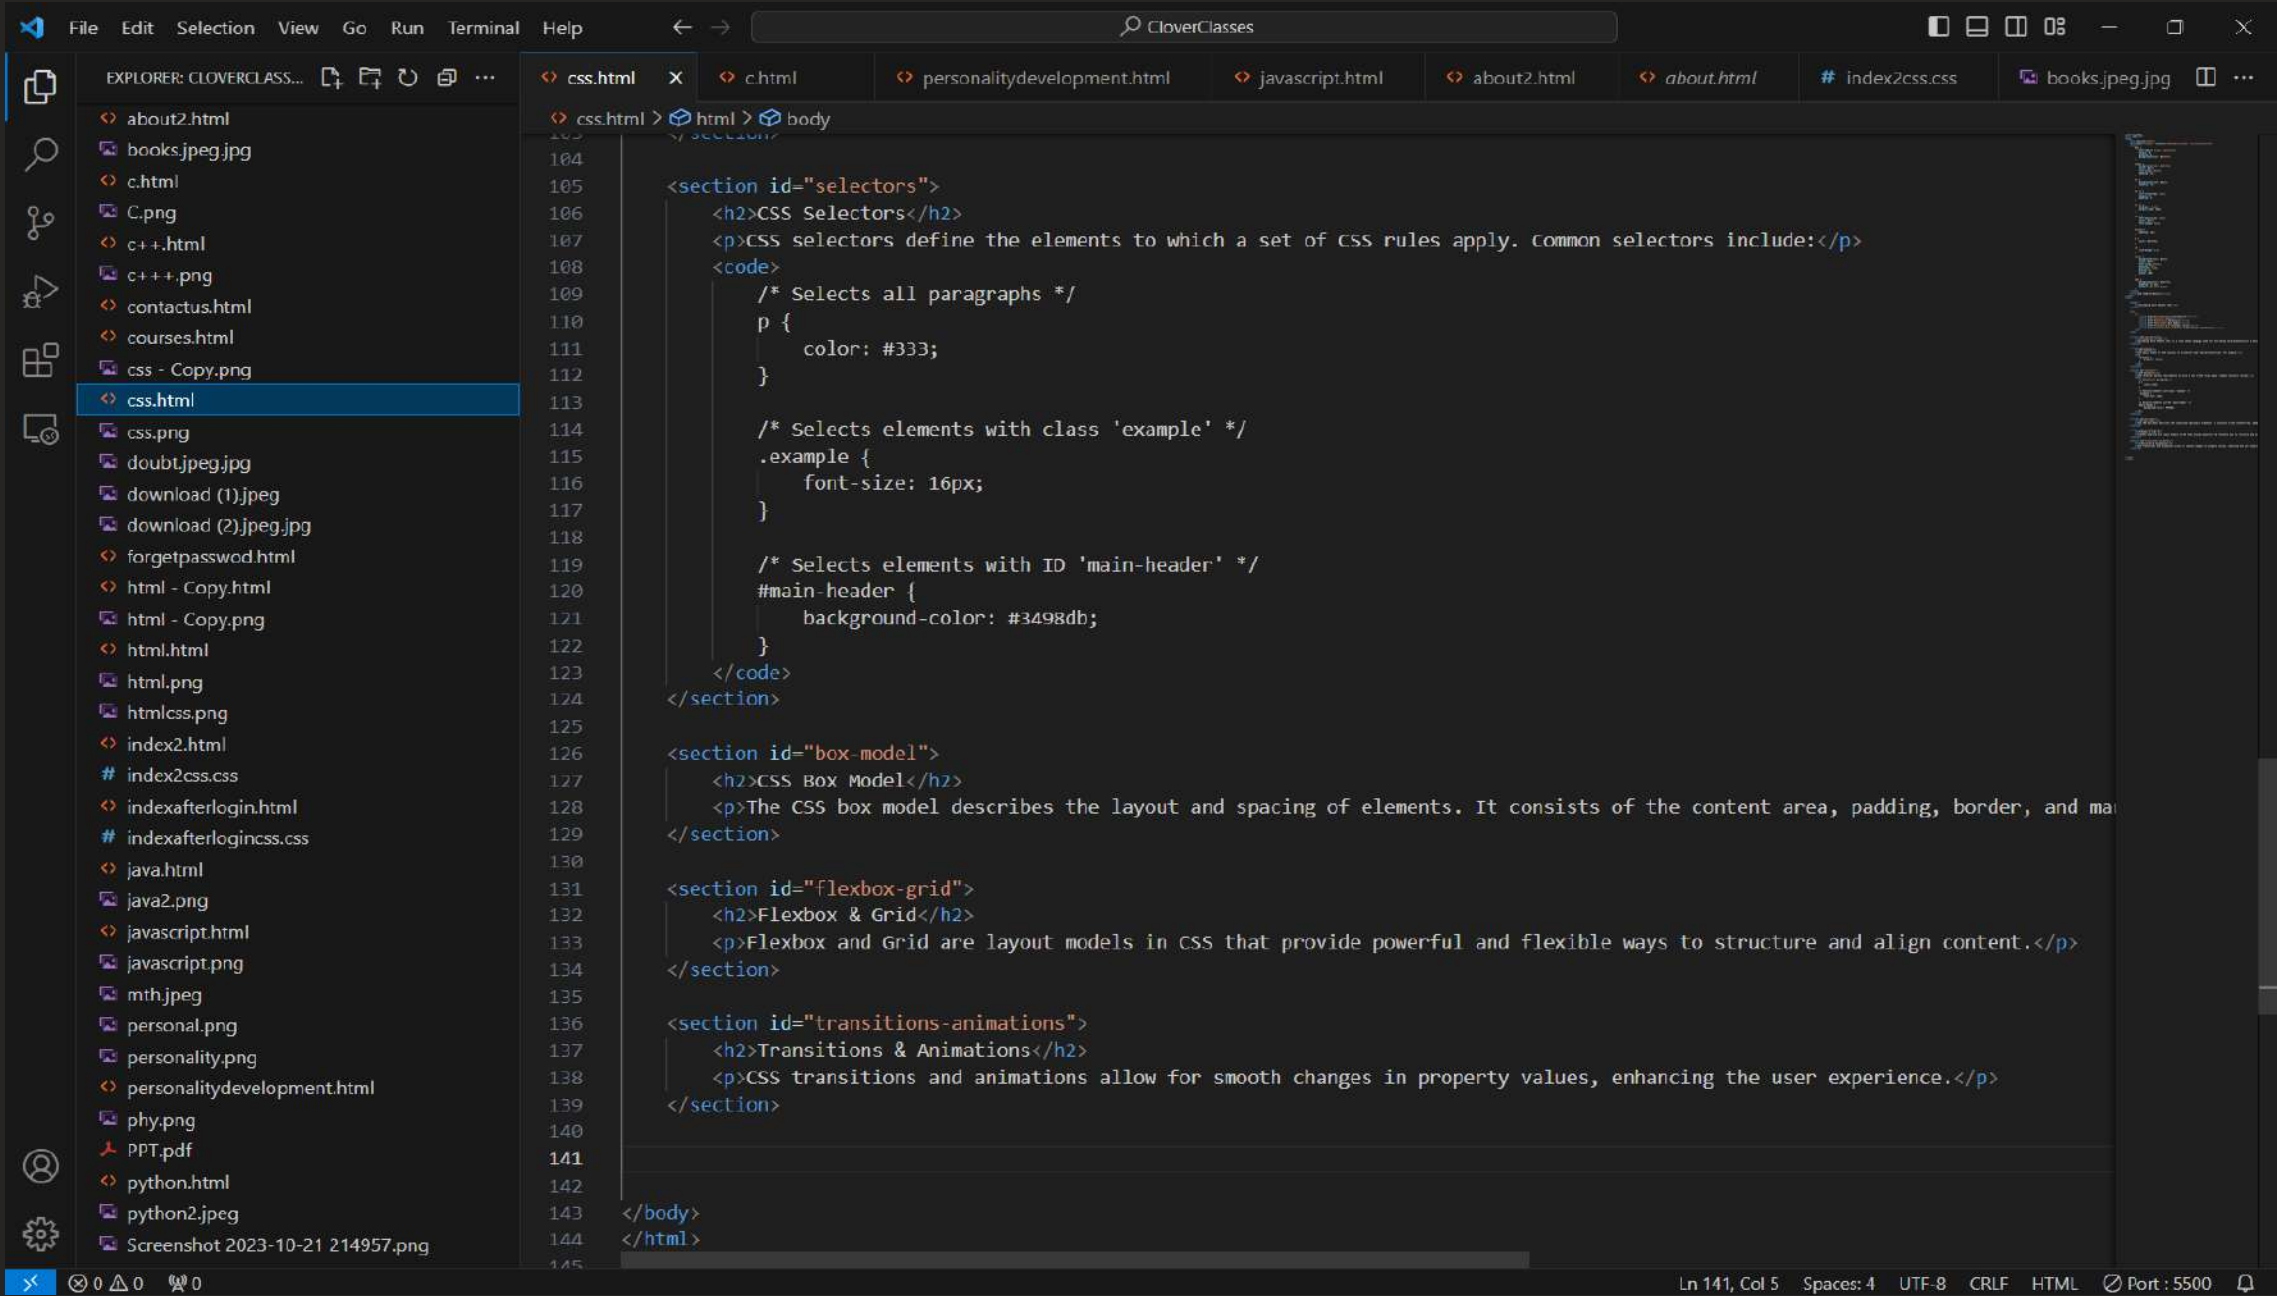 File Edit Selection View Go Run Terminal Help
CloverClasses
EXPLORER: CLOVERCLASS...
css.html c.html personalitydevelopment.html javascript.html about2.html about.html # index2css.css books.jpeg.jpg
css.html > html > body
about2.html
books.jpeg.jpg
c.html
C.png
c++.html
c+++.png
contactus.html
courses.html
css - Copy.png
css.html
css.png
doubt.jpeg.jpg
download (1).jpeg
download (2).jpeg.jpg
forgetpasswod.html
html - Copy.html
html - Copy.png
html.html
html.png
htmlcss.png
index2.html
# index2css.css
indexafterlogin.html
# indexafterlogincss.css
java.html
java2.png
javascript.html
javascript.png
mth.jpeg
personal.png
personality.png
personalitydevelopment.html
phy.png
PPT.pdf
python.html
python2.jpeg
Screenshot 2023-10-21 214957.png
103 </section>
104
105 <section id="selectors">
106 <h2>CSS Selectors</h2>
107 <p>CSS selectors define the elements to which a set of CSS rules apply. Common selectors include:</p>
108 <code>
109 /* Selects all paragraphs */
110 p {
111 color: #333;
112 }
113
114 /* Selects elements with class 'example' */
115 .example {
116 font-size: 16px;
117 }
118
119 /* Selects elements with ID 'main-header' */
120 #main-header {
121 background-color: #3498db;
122 }
123 </code>
124 </section>
125
126 <section id="box-model">
127 <h2>CSS Box Model</h2>
128 <p>The CSS box model describes the layout and spacing of elements. It consists of the content area, padding, border, and ma
129 </section>
130
131 <section id="flexbox-grid">
132 <h2>Flexbox & Grid</h2>
133 <p>Flexbox and Grid are layout models in CSS that provide powerful and flexible ways to structure and align content.</p>
134 </section>
135
136 <section id="transitions-animations">
137 <h2>Transitions & Animations</h2>
138 <p>CSS transitions and animations allow for smooth changes in property values, enhancing the user experience.</p>
139 </section>
140
141
142
143 </body>
144 </html>
145
0 0 0
Ln 141, Col 5 Spaces: 4 UTF-8 CRLF HTML Port : 5500